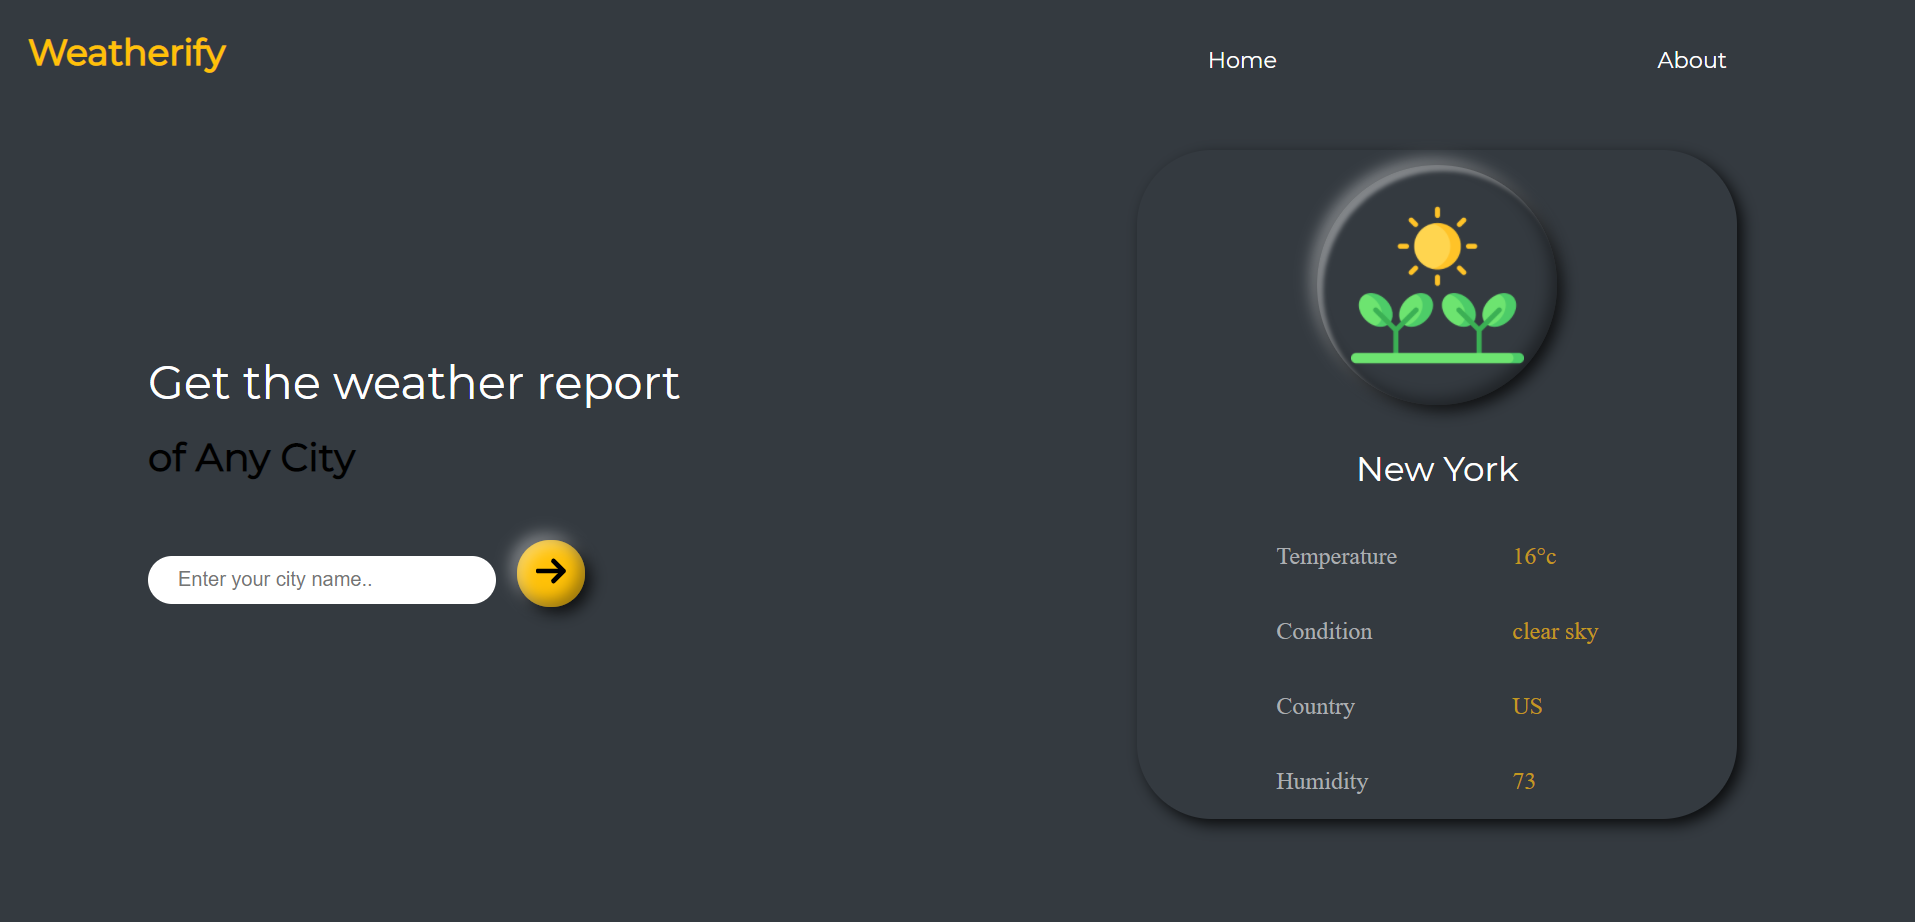 Weatherify
Home
About
Get the weather report
of Any City
Enter your city name..
New York
Temperature 16°c
Condition clear sky
Country US
Humidity 73